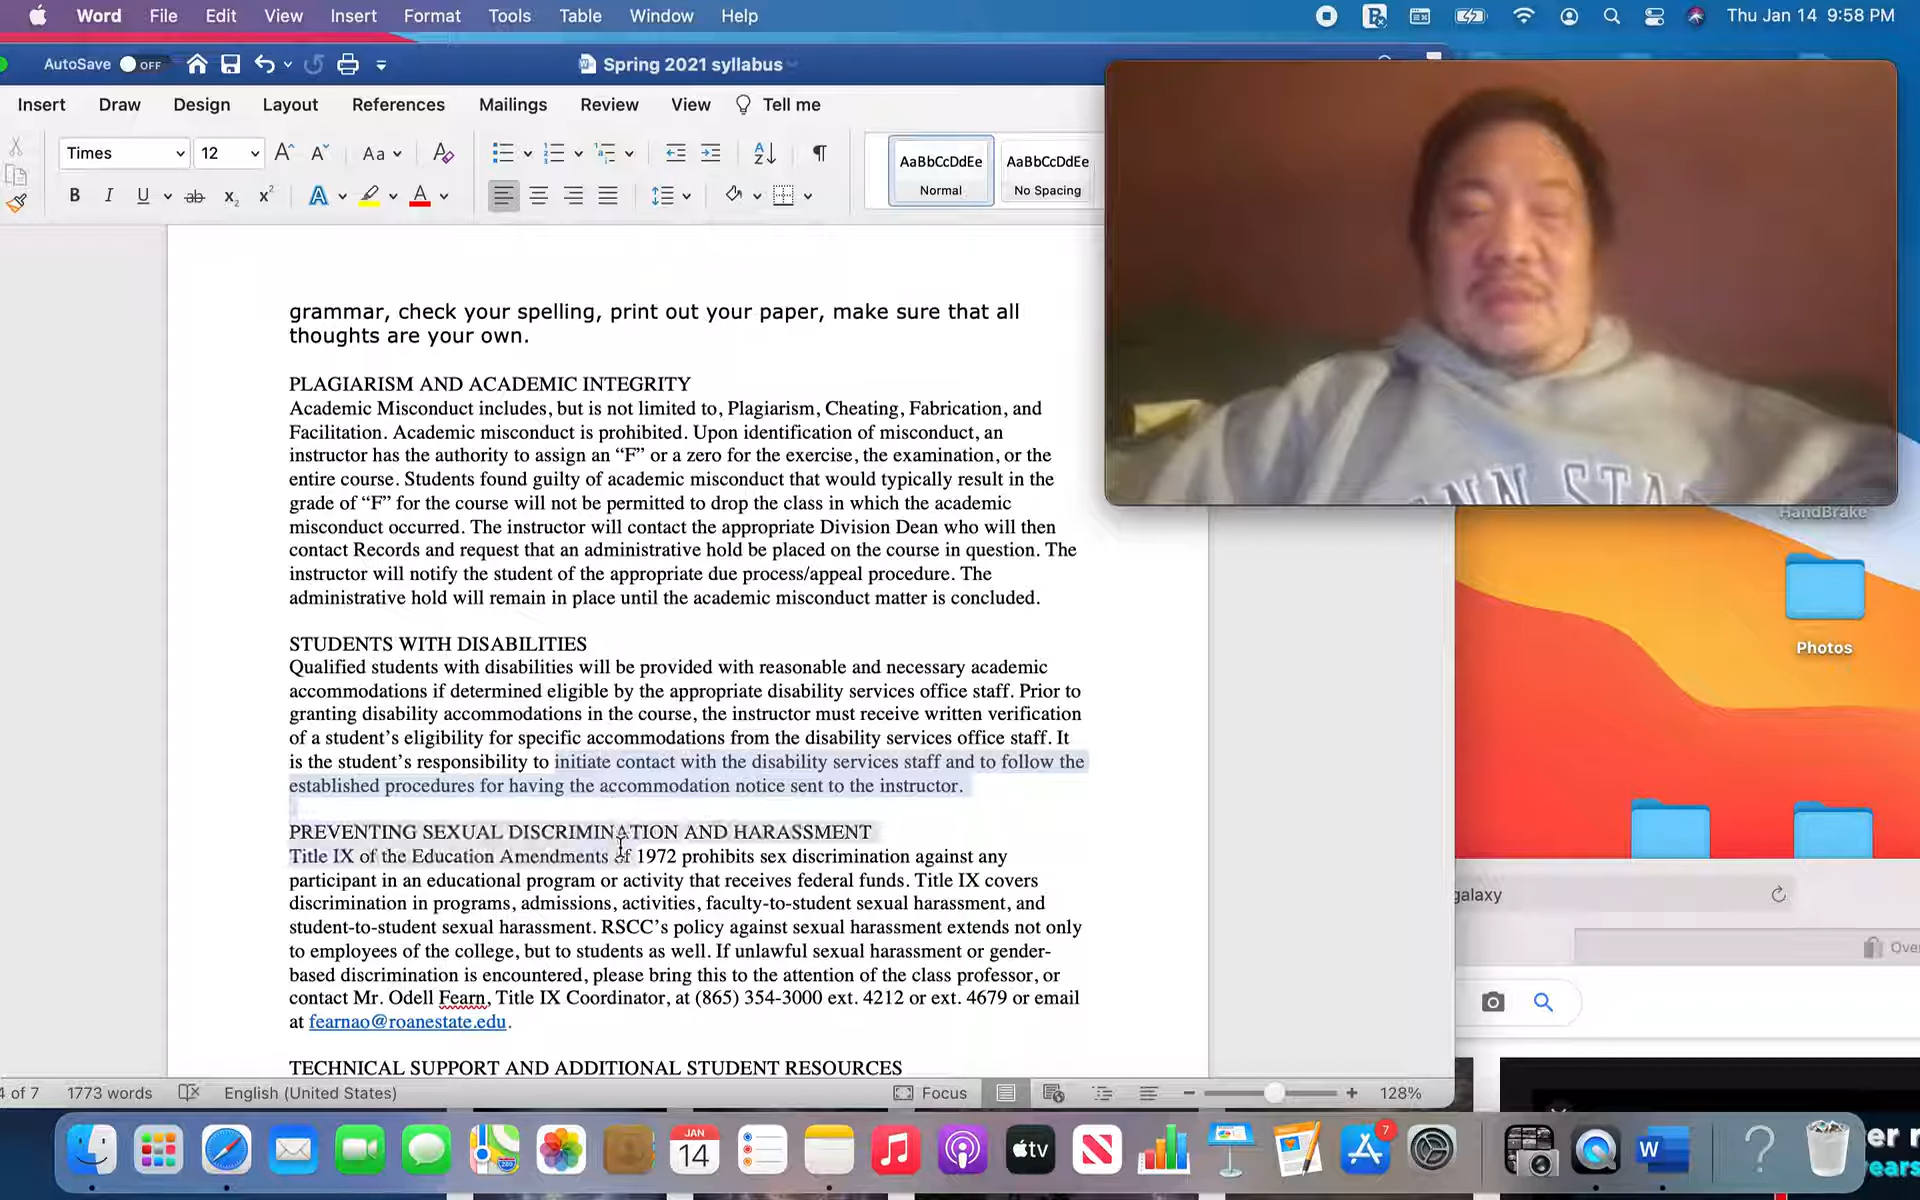 Word File Edit View Insert Format Tools Table Window Help Thu Jan 14 9:58 PM
AutoSave OFF Spring 2021 syllabus
Insert Draw Design Layout References Mailings Review View Tell me
Times 12 Aa AaBbCcDdEe AaBbCcDdEe
B I U ab x₂ x² A A Normal No Spacing
grammar, check your spelling, print out your paper, make sure that all
thoughts are your own.
PLAGIARISM AND ACADEMIC INTEGRITY
Academic Misconduct includes, but is not limited to, Plagiarism, Cheating, Fabrication, and
Facilitation. Academic misconduct is prohibited. Upon identification of misconduct, an
instructor has the authority to assign an “F” or a zero for the exercise, the examination, or the
entire course. Students found guilty of academic misconduct that would typically result in the
grade of “F” for the course will not be permitted to drop the class in which the academic
misconduct occurred. The instructor will contact the appropriate Division Dean who will then
contact Records and request that an administrative hold be placed on the course in question. The
instructor will notify the student of the appropriate due process/appeal procedure. The
administrative hold will remain in place until the academic misconduct matter is concluded.
STUDENTS WITH DISABILITIES
Qualified students with disabilities will be provided with reasonable and necessary academic
accommodations if determined eligible by the appropriate disability services office staff. Prior to
granting disability accommodations in the course, the instructor must receive written verification
of a student’s eligibility for specific accommodations from the disability services office staff. It
is the student’s responsibility to initiate contact with the disability services staff and to follow the
established procedures for having the accommodation notice sent to the instructor.
PREVENTING SEXUAL DISCRIMINATION AND HARASSMENT
Title IX of the Education Amendments of 1972 prohibits sex discrimination against any
participant in an educational program or activity that receives federal funds. Title IX covers
discrimination in programs, admissions, activities, faculty-to-student sexual harassment, and
student-to-student sexual harassment. RSCC’s policy against sexual harassment extends not only
to employees of the college, but to students as well. If unlawful sexual harassment or gender-
based discrimination is encountered, please bring this to the attention of the class professor, or
contact Mr. Odell Fearn, Title IX Coordinator, at (865) 354-3000 ext. 4212 or ext. 4679 or email
at fearnao@roanestate.edu.
TECHNICAL SUPPORT AND ADDITIONAL STUDENT RESOURCES
4 of 7 1773 words English (United States) Focus 128%
NN STA
HandBrake
Photos
galaxy
Over
JAN
14
tv
7
W
er r
ears